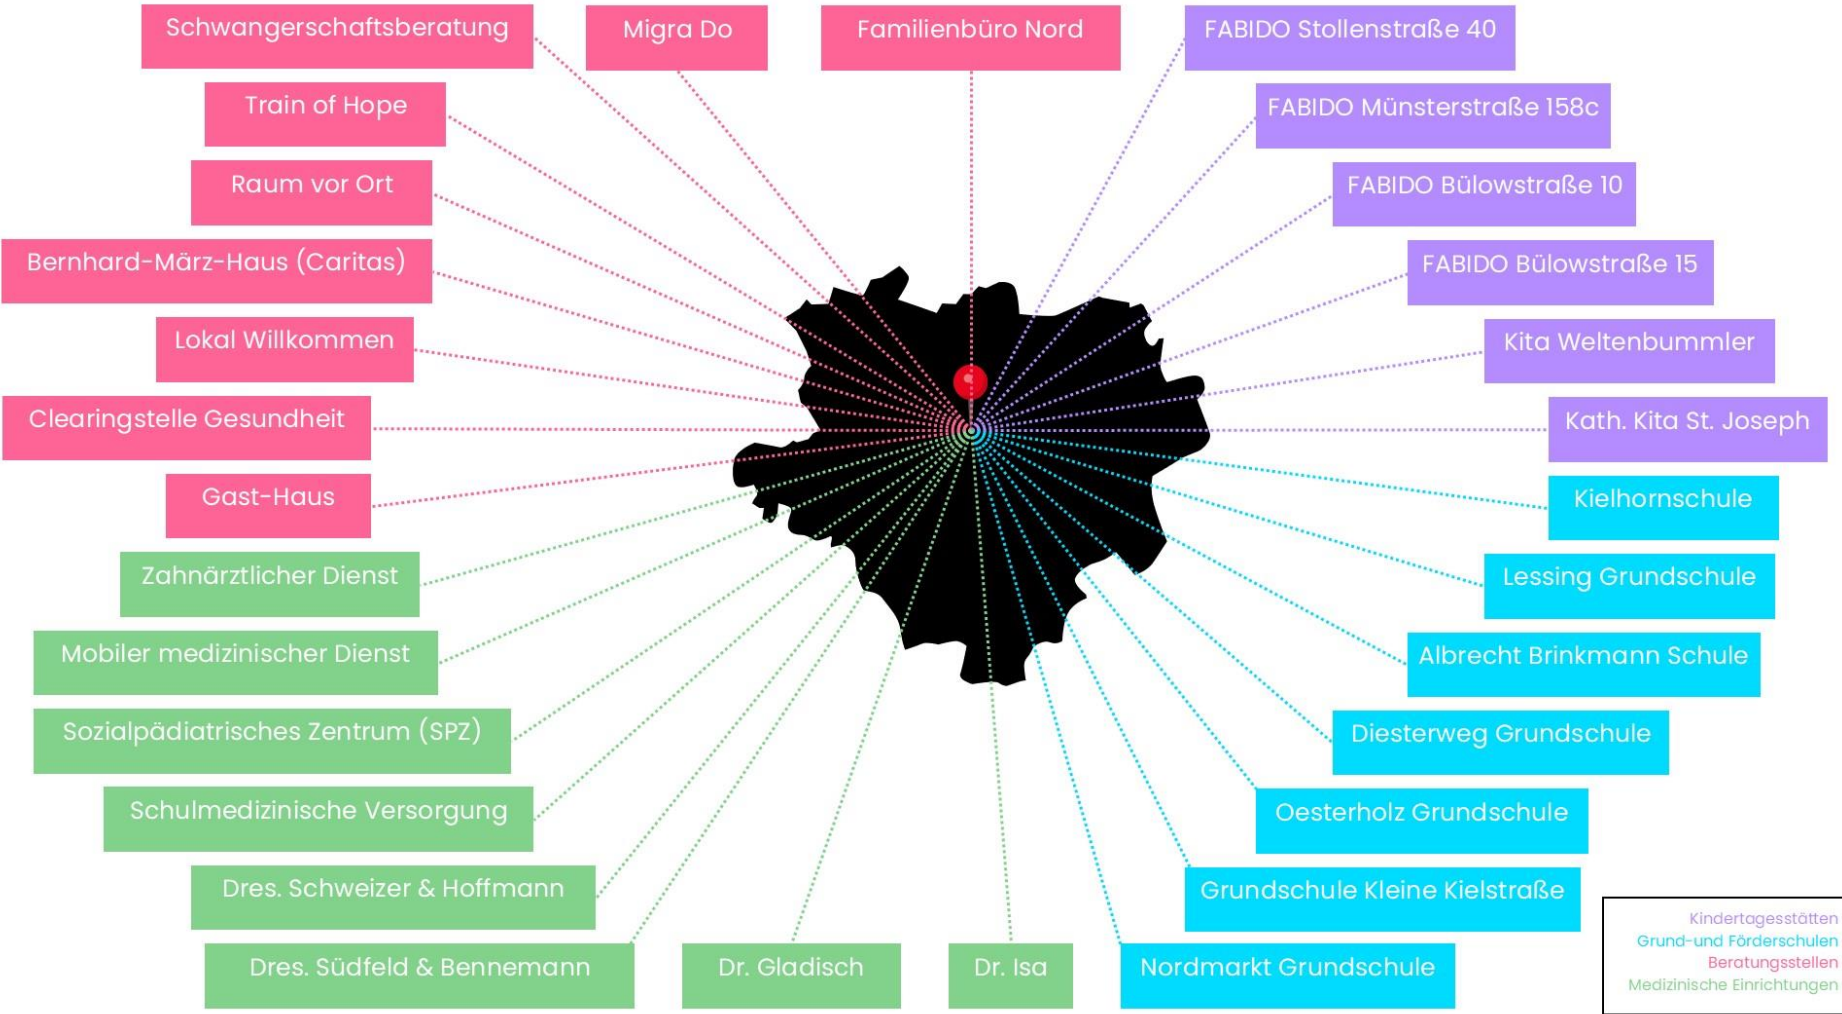 Schwangerschaftsberatung
Migra Do
Familienbüro Nord
FABIDO Stollenstraße 40
Train of Hope
FABIDO Münsterstraße 158c
Raum vor Ort
FABIDO Bülowstraße 10
Bernhard-März-Haus (Caritas)
FABIDO Bülowstraße 15
Lokal Willkommen
Kita Weltenbummler
Clearingstelle Gesundheit
Kath. Kita St. Joseph
Gast-Haus
Kielhornschule
Zahnärztlicher Dienst
Lessing Grundschule
Mobiler medizinischer Dienst
Albrecht Brinkmann Schule
Sozialpädiatrisches Zentrum (SPZ)
Diesterweg Grundschule
Schulmedizinische Versorgung
Oesterholz Grundschule
Dres. Schweizer & Hoffmann
Grundschule Kleine Kielstraße
Dres. Südfeld & Bennemann
Dr. Gladisch
Dr. Isa
Nordmarkt Grundschule
Kindertagesstätten
Grund-und Förderschulen
Beratungsstellen
Medizinische Einrichtungen